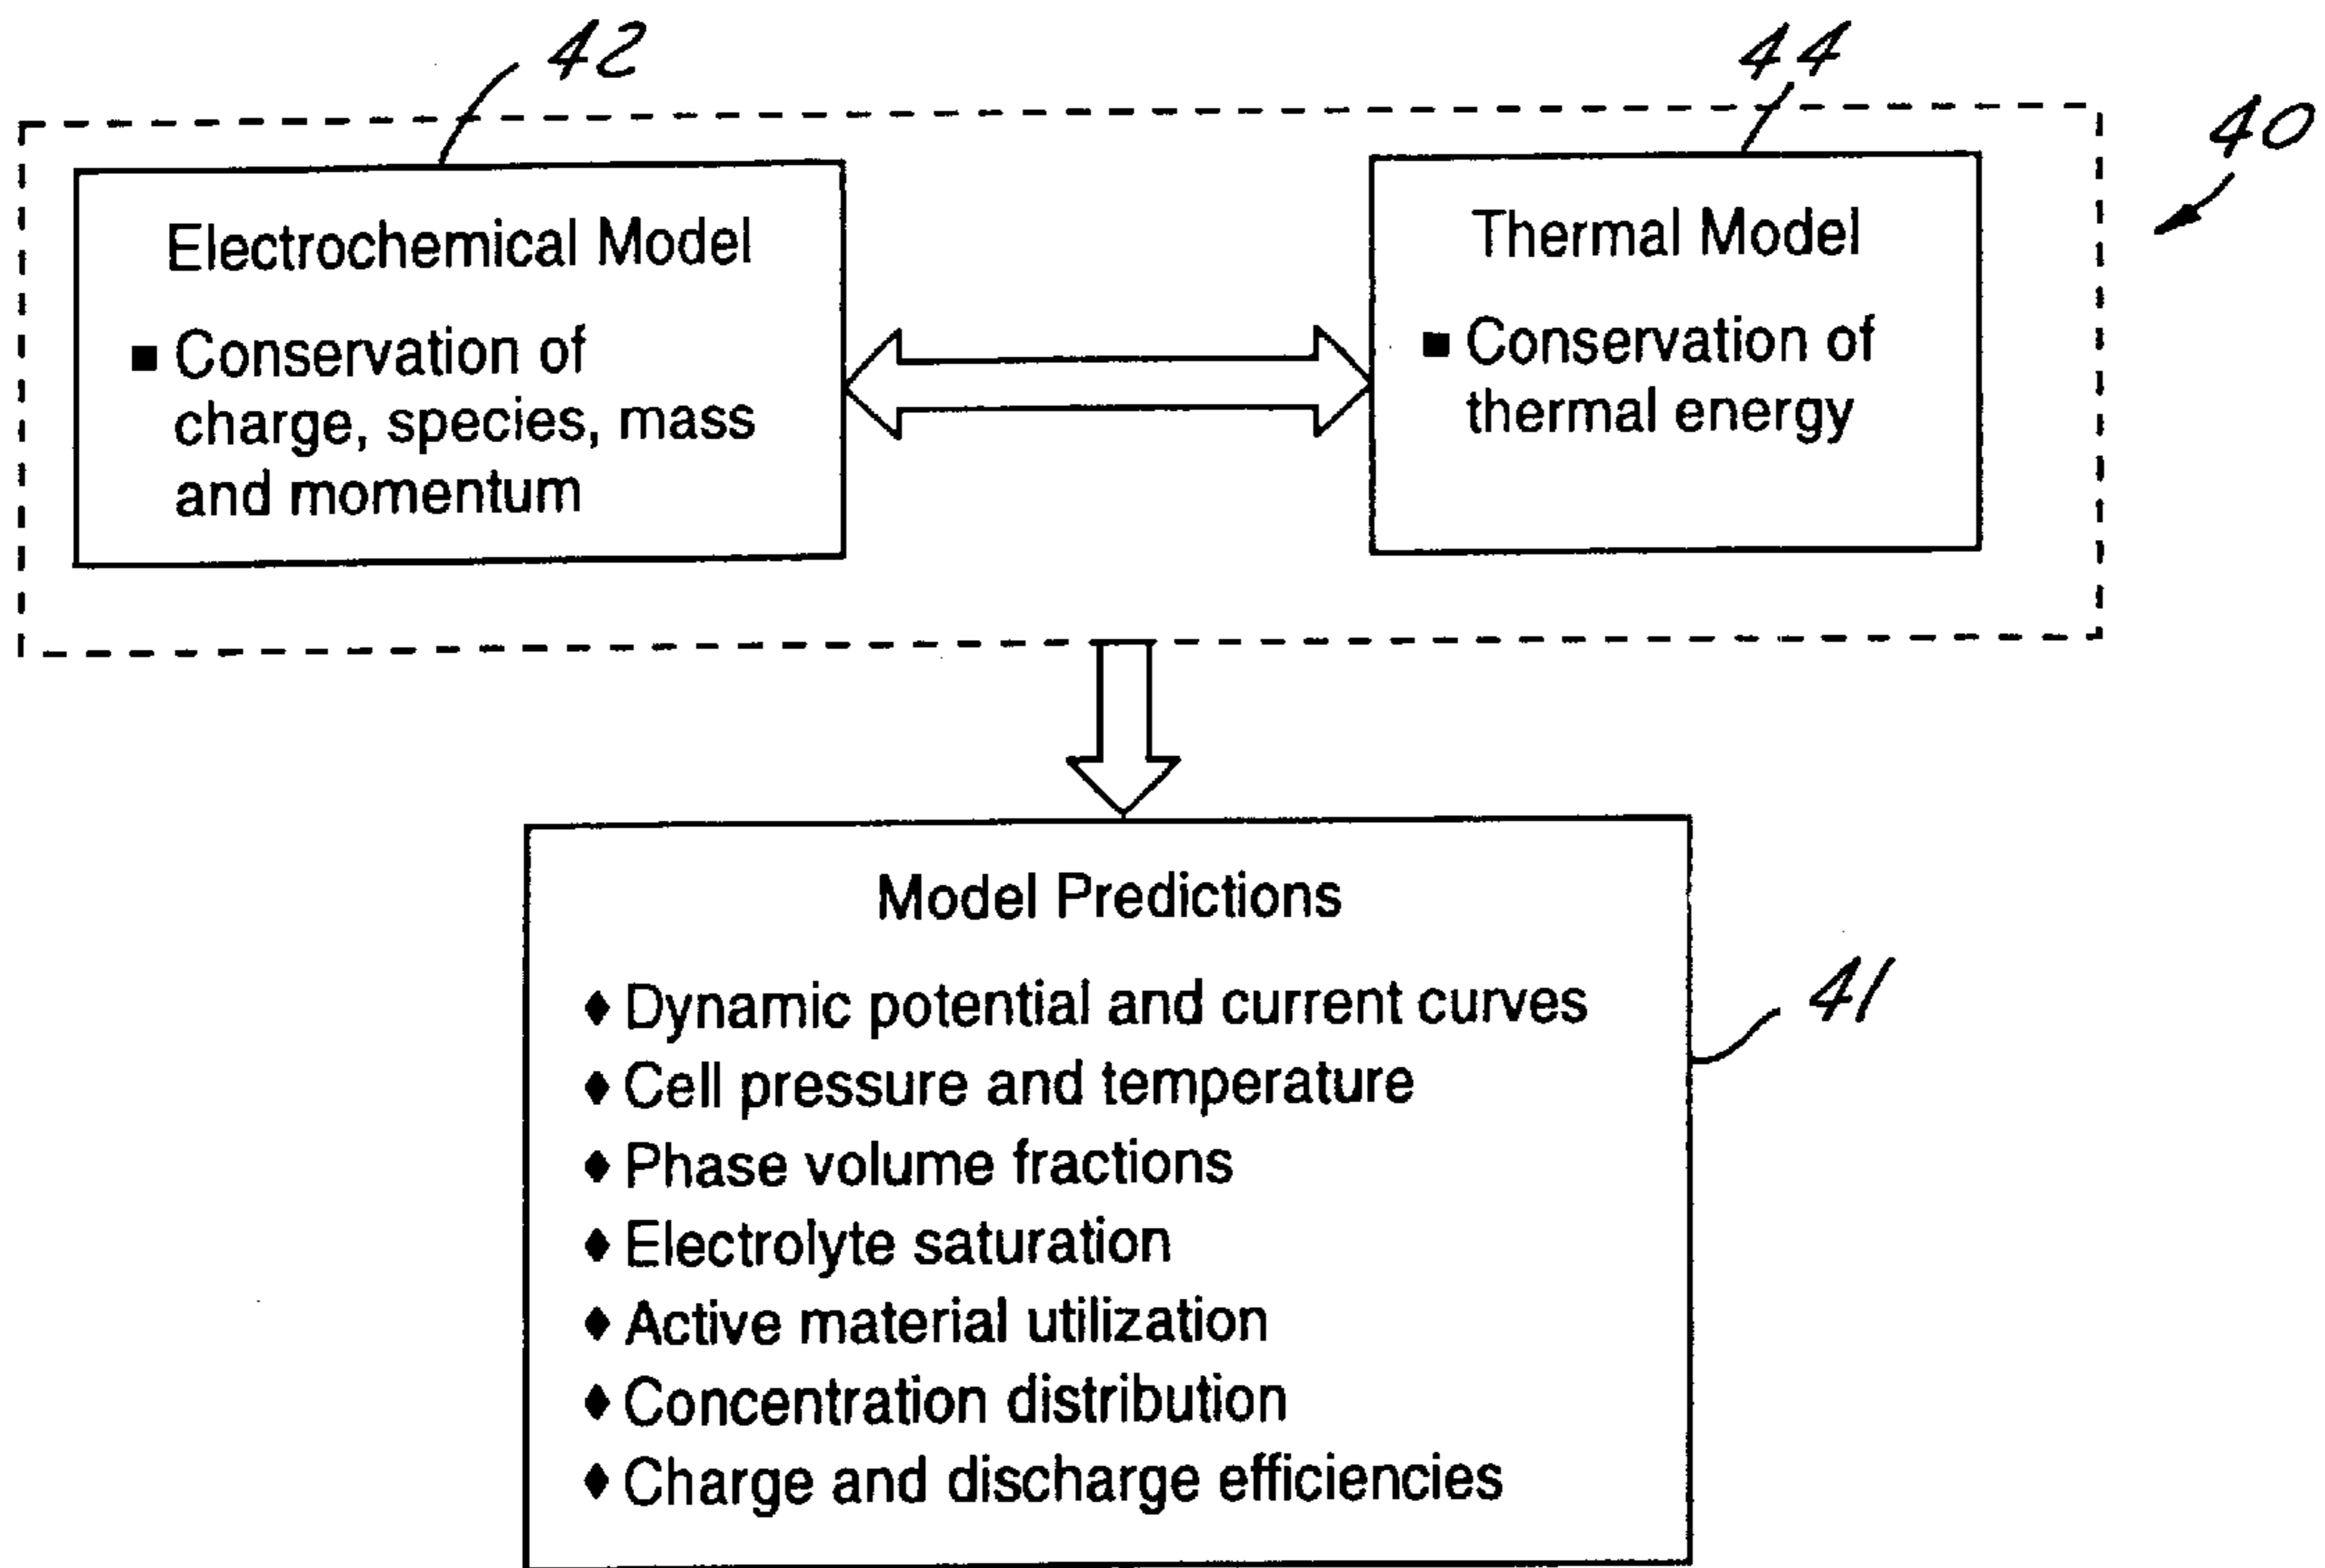 42
44
40
Electrochemical Model
■ Conservation of
charge, species, mass
and momentum
Thermal Model
■ Conservation of
thermal energy
Model Predictions
♦ Dynamic potential and current curves
♦ Cell pressure and temperature
♦ Phase volume fractions
♦ Electrolyte saturation
♦ Active material utilization
♦ Concentration distribution
♦ Charge and discharge efficiencies
41